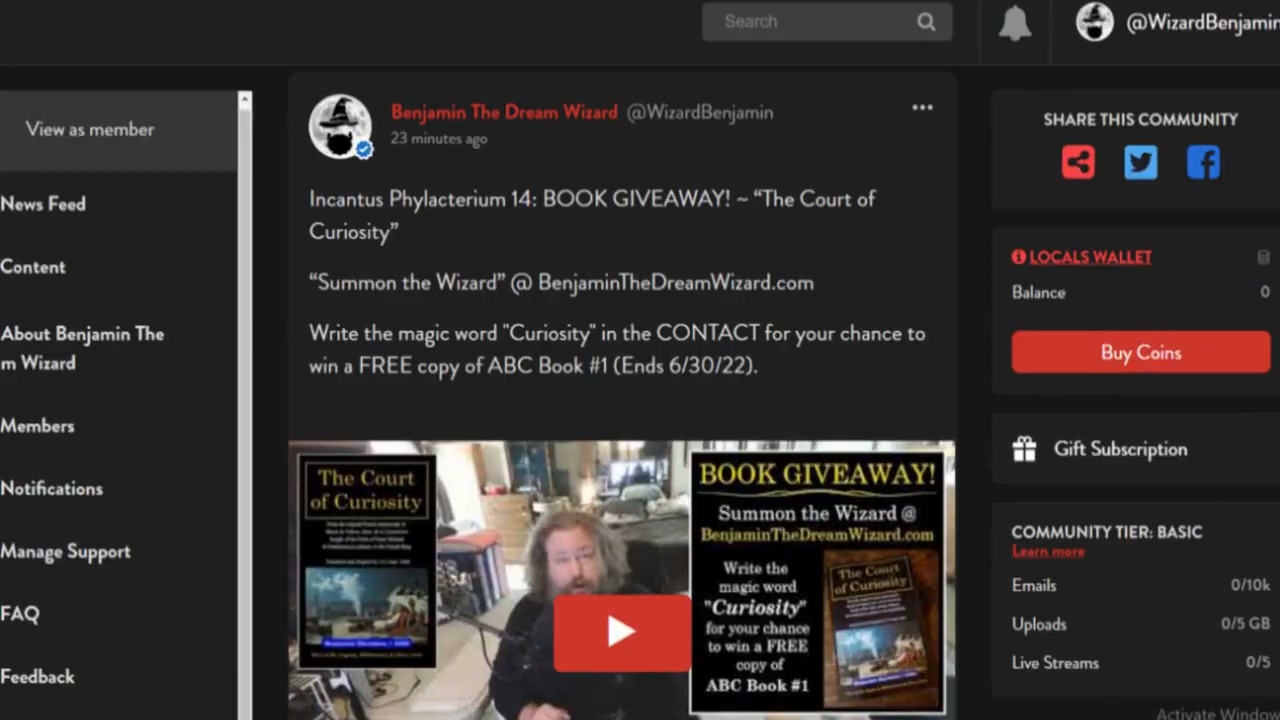 Search
@WizardBenjamin
View as member
News Feed
Content
About Benjamin The
m Wizard
Members
Notifications
Manage Support
FAQ
Feedback
Benjamin The Dream Wizard @WizardBenjamin
23 minutes ago
Incantus Phylacterium 14: BOOK GIVEAWAY! ~ “The Court of
Curiosity”
“Summon the Wizard” @ BenjaminTheDreamWizard.com
Write the magic word "Curiosity" in the CONTACT for your chance to
win a FREE copy of ABC Book #1 (Ends 6/30/22).
The Court
of Curiosity
BOOK GIVEAWAY!
Summon the Wizard @
BenjaminTheDreamWizard.com
Write the
magic word
"Curiosity"
for your chance
to win a FREE
copy of
ABC Book #1
The Court
of Curiosity
SHARE THIS COMMUNITY
LOCALS WALLET
Balance 0
Buy Coins
Gift Subscription
COMMUNITY TIER: BASIC
Learn more
Emails 0/10k
Uploads 0/5 GB
Live Streams 0/5
Activate Window